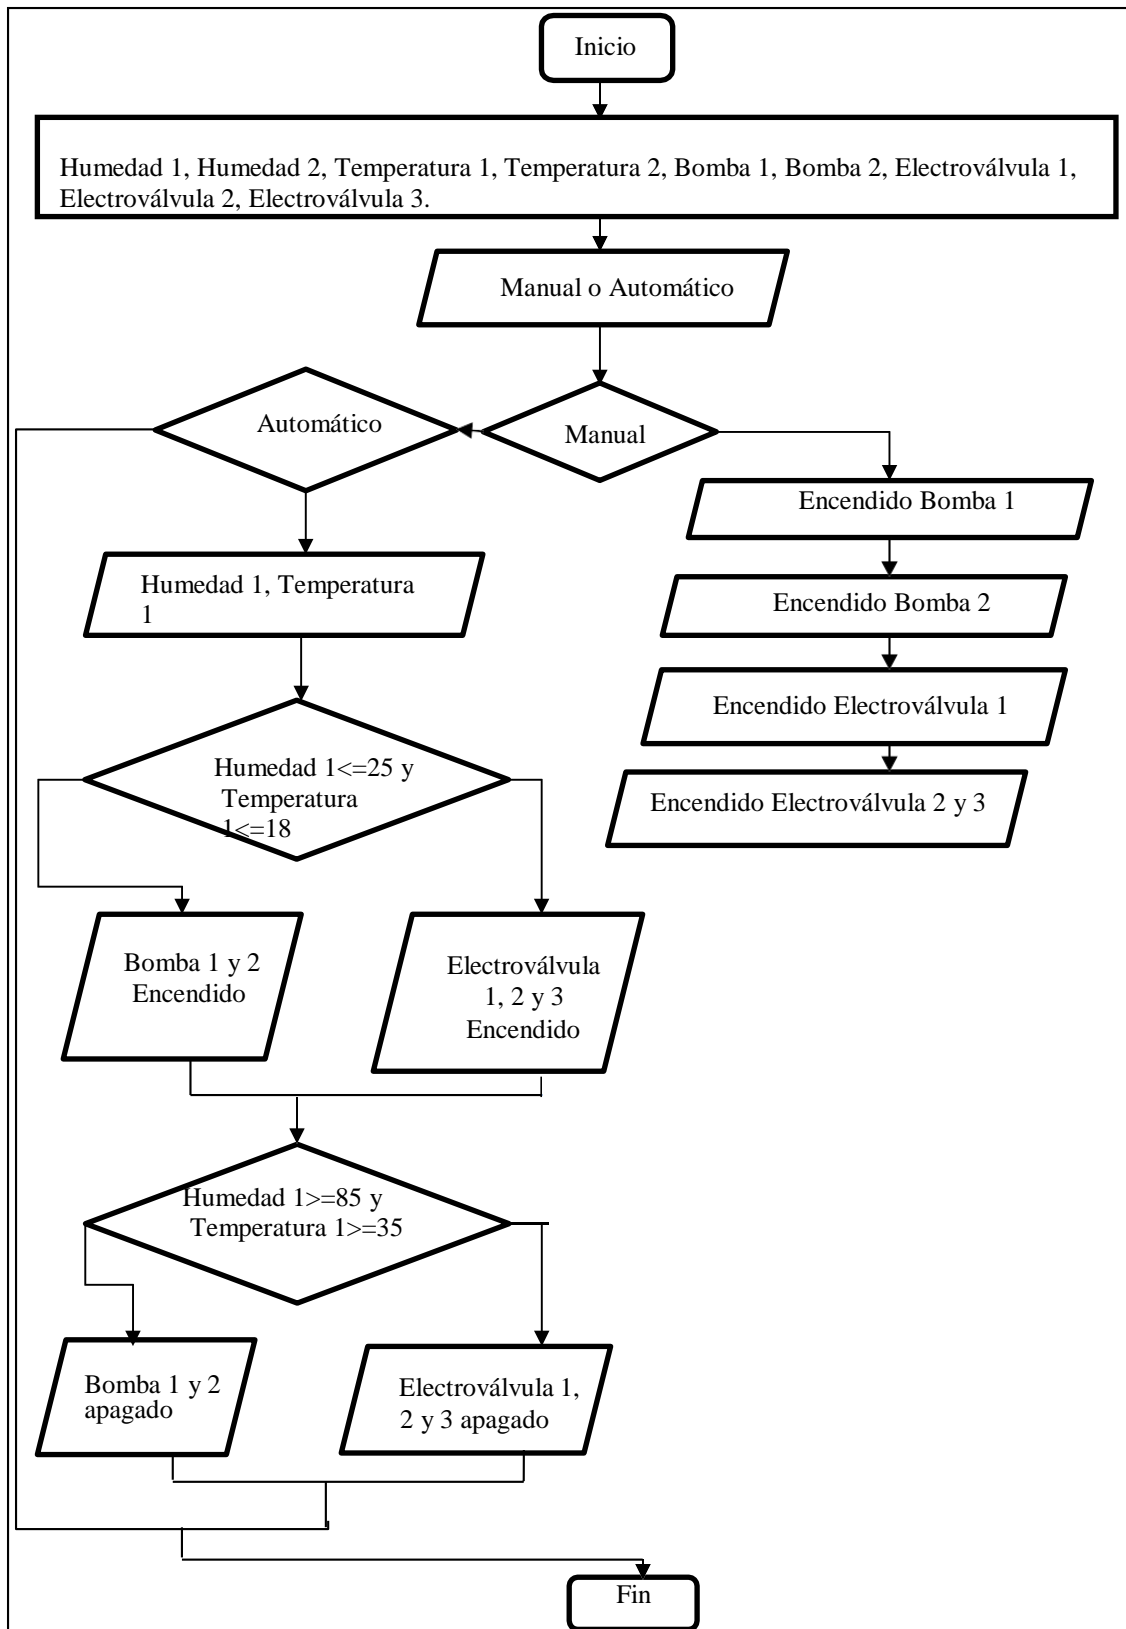 Inicio
Humedad 1, Humedad 2, Temperatura 1, Temperatura 2, Bomba 1, Bomba 2, Electroválvula 1,
Electroválvula 2, Electroválvula 3.
Manual o Automático
Automático
Manual
Encendido Bomba 1
Humedad 1, Temperatura
1
Encendido Bomba 2
Encendido Electroválvula 1
Encendido Electroválvula 2 y 3
Humedad 1<=25 y
Temperatura
1<=18
Bomba 1 y 2
Encendido
Electroválvula
1, 2 y 3
Encendido
Humedad 1>=85 y
Temperatura 1>=35
Bomba 1 y 2
apagado
Electroválvula 1,
2 y 3 apagado
Fin